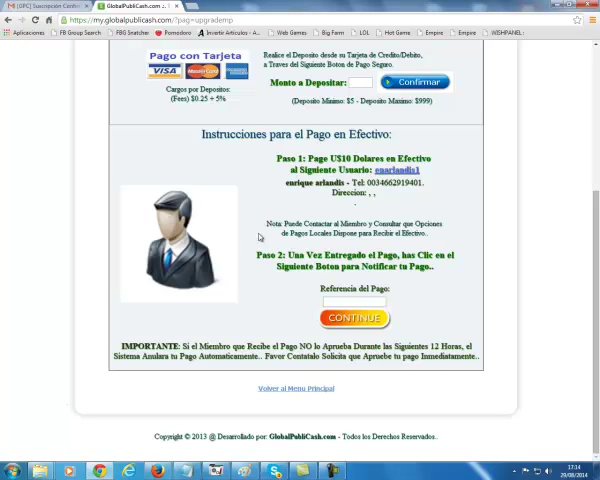 [GPC] Suscripción Confir
GlobalPubliCash.com
https://my.globalpublicash.com/?pag=upgrademp
Aplicaciones FB Group Search FBG Snatcher Pomodoro Invertir Artículos - A Web Games Big Farm LOL Hot Game Empire Empire WISHPANEL:
Pago con Tarjeta
VISA MasterCard
Cargos por Depositos:
(Fees) $0.25 + 5%
Realice el Deposito desde su Tarjeta de Credito/Debito,
a Traves del Siguiente Boton de Pago Seguro.
Monto a Depositar: Confirmar
(Deposito Minimo: $5 - Deposito Maximo: $999)
Instrucciones para el Pago en Efectivo:
Paso 1: Page U$10 Dolares en Efectivo
al Siguiente Usuario: enarlandis1
enrique arlandis - Tel: 0034662919401.
Direccion: , ,
.
Nota: Puede Contactar al Miembro y Consultar que Opciones
de Pagos Locales Dispone para Recibir el Efectivo..
Paso 2: Una Vez Entregado el Pago, has Clic en el
Siguiente Boton para Notificar tu Pago..
Referencia del Pago:
CONTINUE
IMPORTANTE: Si el Miembro que Recibe el Pago NO lo Aprueba Durante las Siguientes 12 Horas, el
Sistema Anulara tu Pago Automaticamente.. Favor Contatalo Solicita que Apruebe tu pago Inmediatamente..
Volver al Menu Principal
Copyright © 2013 @ Desarrollado por: GlobalPubliCash.com - Todos los Derechos Reservados..
17:14
29/08/2014